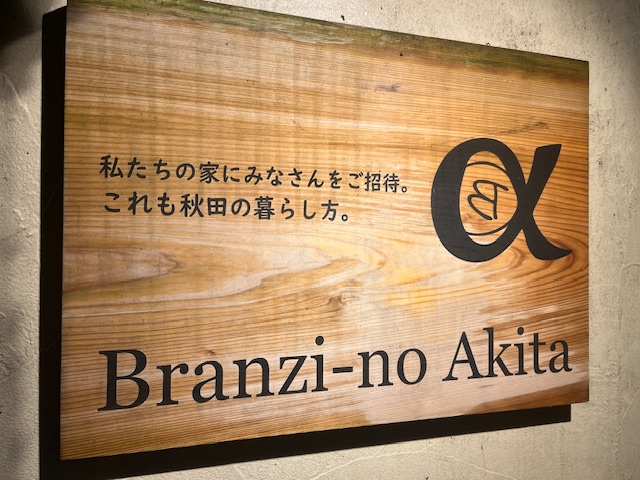 私たちの家にみなさんをご招待。
これも秋田の暮らし方。
α
Branzi-no Akita